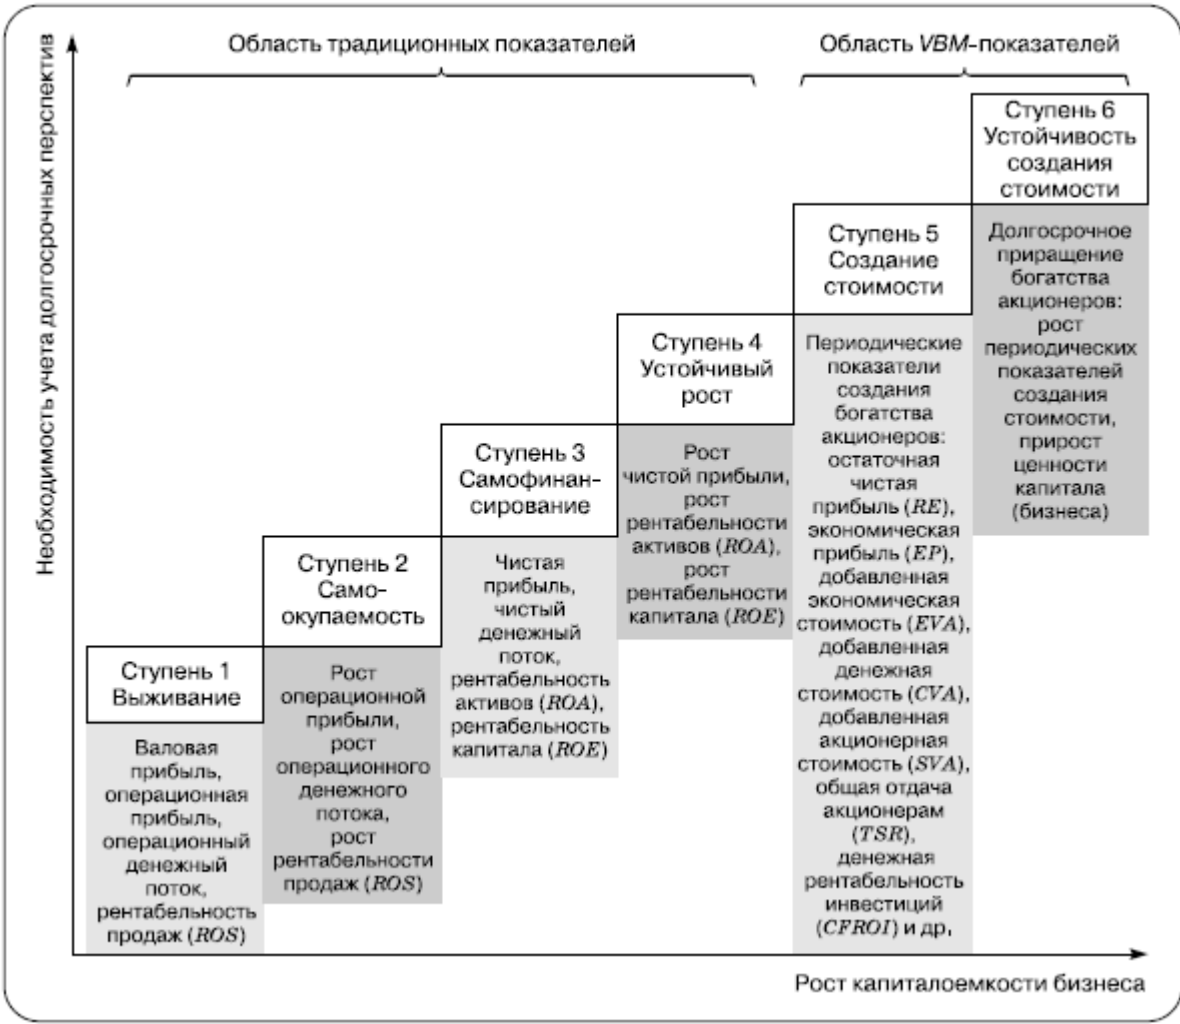 Необходимость учета долгосрочных перспектив
Область традиционных показателей
Область VBM-показателей
Ступень 1
Выживание
Валовая
прибыль,
операционная
прибыль,
операционный
денежный
поток,
рентабельность
продаж (ROS)
Ступень 2
Само-
окупаемость
Рост
операционной
прибыли,
рост
операционного
денежного
потока,
рост
рентабельности
продаж (ROS)
Ступень 3
Самофинан-
сирование
Чистая
прибыль,
чистый
денежный
поток,
рентабельность
активов (ROA),
рентабельность
капитала (ROE)
Ступень 4
Устойчивый
рост
Рост
чистой прибыли,
рост
рентабельности
активов (ROA),
рост
рентабельности
капитала (ROE)
Ступень 5
Создание
стоимости
Периодические
показатели
создания
богатства
акционеров:
остаточная
чистая
прибыль (RE),
экономическая
прибыль (EP),
добавленная
экономическая
стоимость (EVA),
добавленная
денежная
стоимость (CVA),
добавленная
акционерная
стоимость (SVA),
общая отдача
акционерам
(TSR),
денежная
рентабельность
инвестиций
(CFROI) и др,
Ступень 6
Устойчивость
создания
стоимости
Долгосрочное
приращение
богатства
акционеров:
рост
периодических
показателей
создания
стоимости,
прирост
ценности
капитала
(бизнеса)
Рост капиталоемкости бизнеса